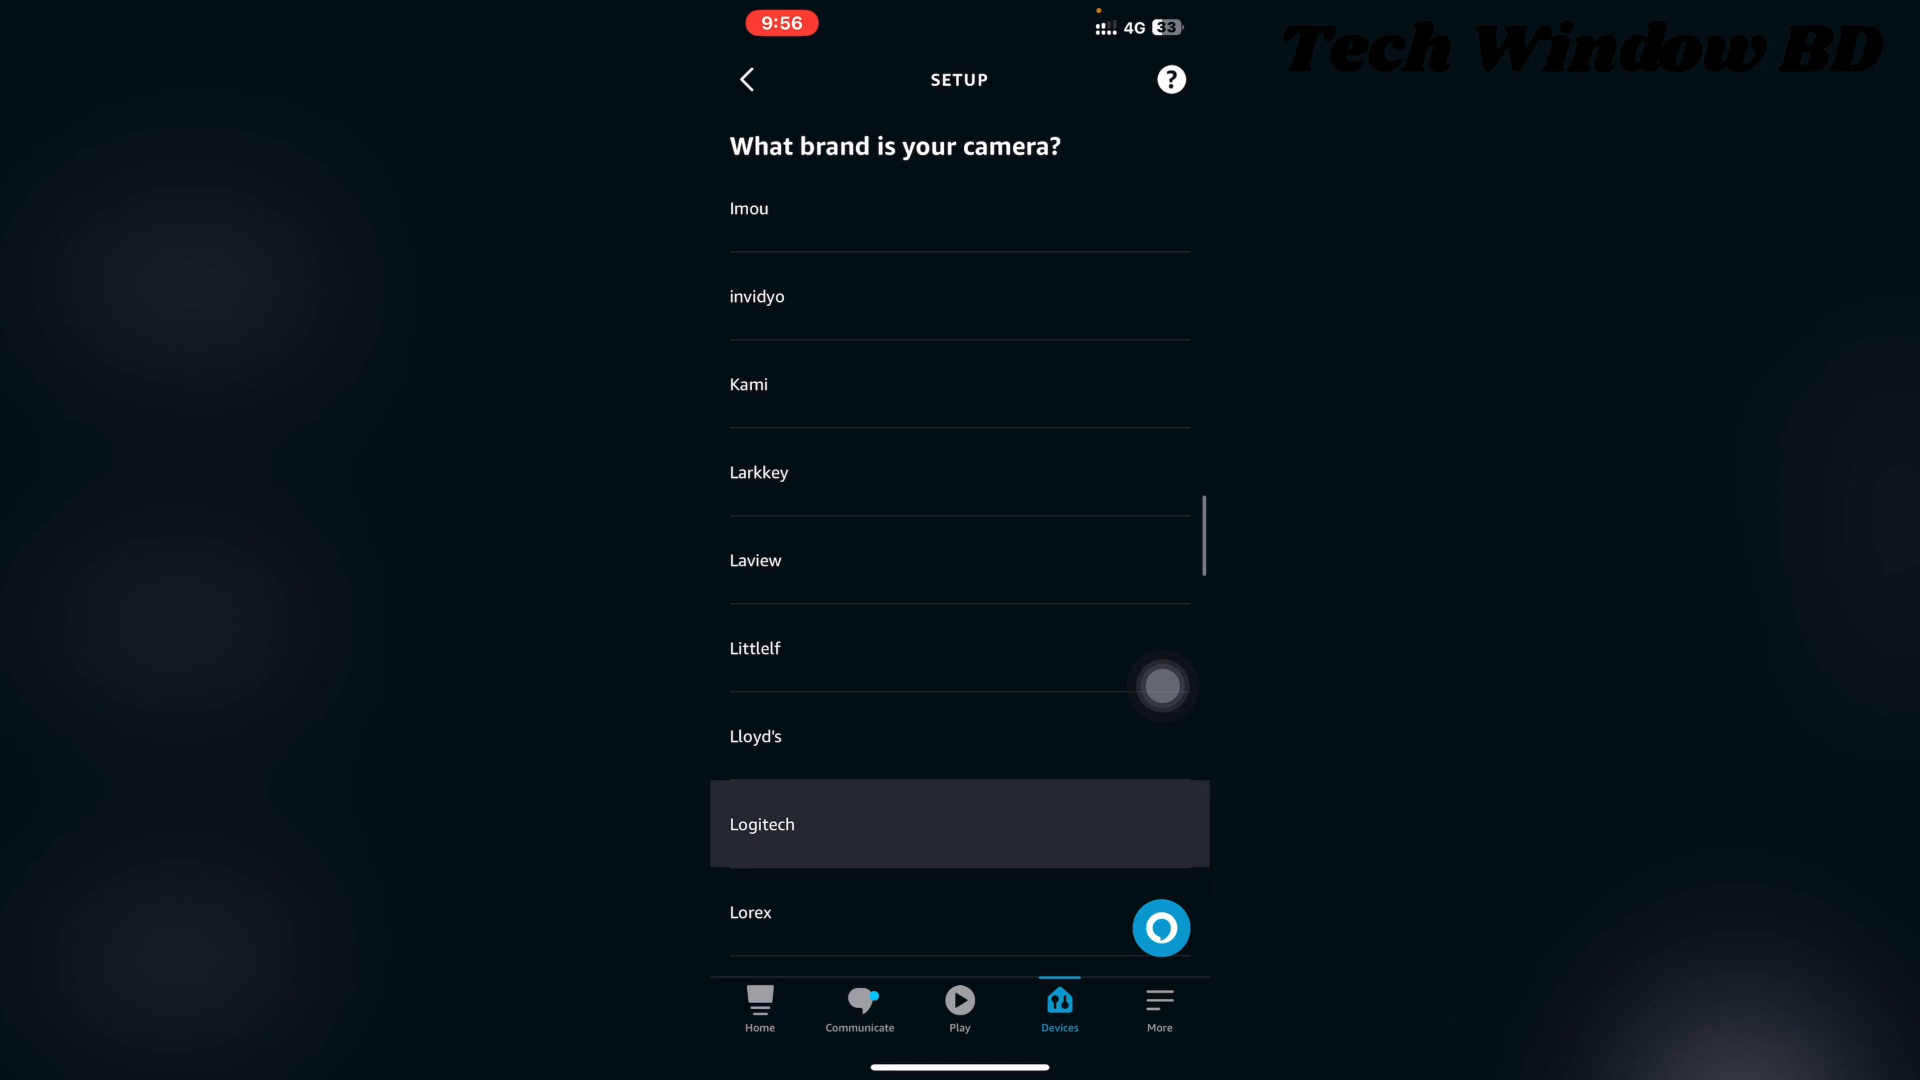 9:56
4G 33
Tech Window BD
SETUP
?
What brand is your camera?
Imou
invidyo
Kami
Larkkey
Laview
Littlelf
Lloyd's
Logitech
Lorex
Home
Communicate
Play
Devices
More